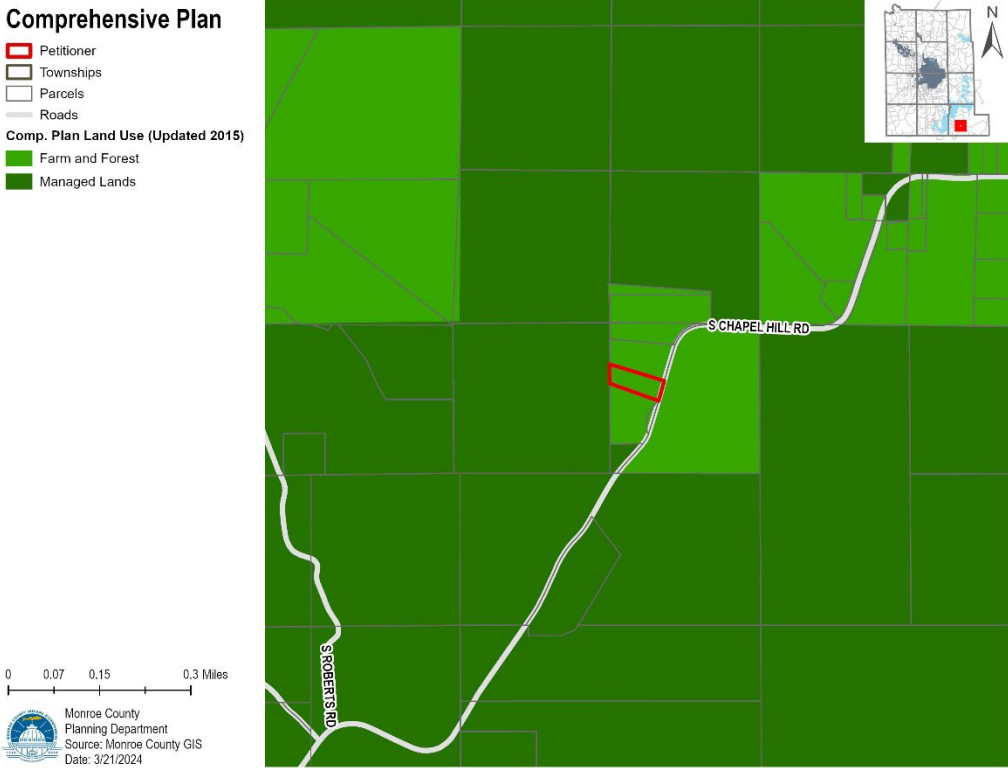 Comprehensive Plan
Petitioner
Townships
Parcels
Roads
Comp. Plan Land Use (Updated 2015)
Farm and Forest
Managed Lands
N
S CHAPEL HILL RD
S ROBERTS RD
0 0.07 0.15 0.3 Miles
Monroe County
Planning Department
Source: Monroe County GIS
Date: 3/21/2024